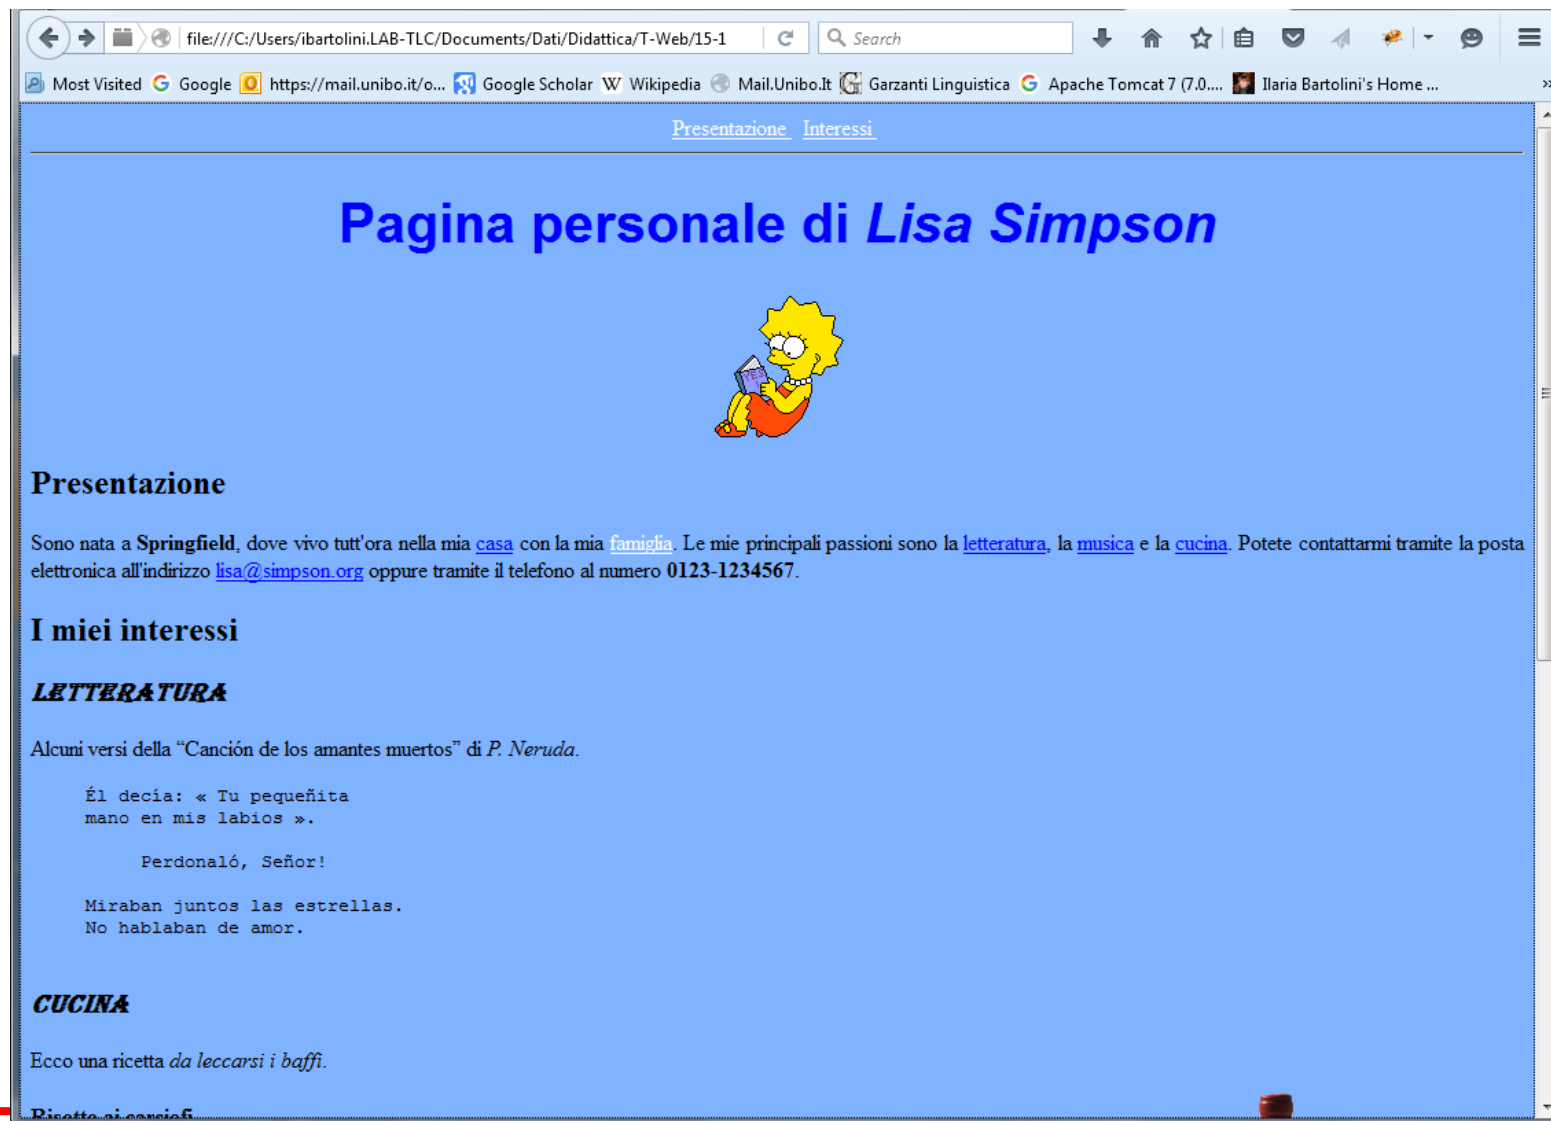 file:///C:/Users/ibartolini.LAB-TLC/Documents/Dati/Didattica/T-Web/15-1 Search
Most Visited Google https://mail.unibo.it/o... Google Scholar W Wikipedia Mail.Unibo.It Garzanti Linguistica Apache Tomcat 7 (7.0.... Ilaria Bartolini's Home ... »
Presentazione Interessi
Pagina personale di Lisa Simpson
YES
Presentazione
Sono nata a Springfield, dove vivo tutt'ora nella mia casa con la mia famiglia. Le mie principali passioni sono la letteratura, la musica e la cucina. Potete contattarmi tramite la posta
elettronica all'indirizzo lisa@simpson.org oppure tramite il telefono al numero 0123-1234567.
I miei interessi
LETTERATURA
Alcuni versi della “Canción de los amantes muertos” di P. Neruda.
Él decía: « Tu pequeñita
mano en mis labios ».
Perdonaló, Señor!
Miraban juntos las estrellas.
No hablaban de amor.
CUCINA
Ecco una ricetta da leccarsi i baffi.
Risotto ai carciofi